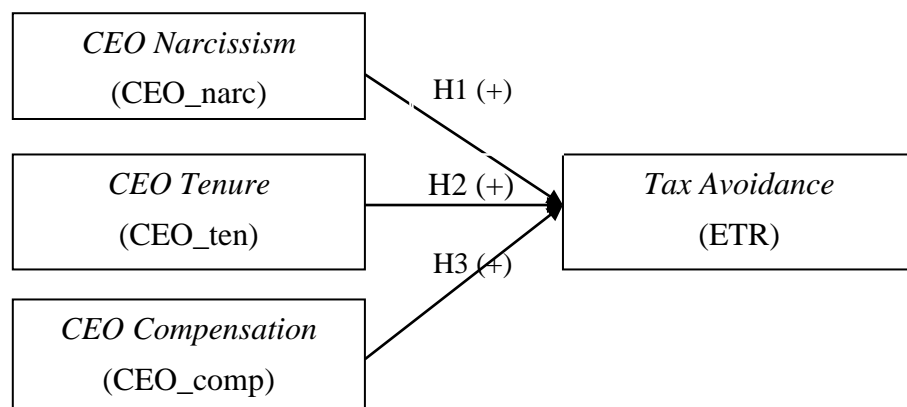 CEO Narcissism
(CEO_narc)
H1 (+)
CEO Tenure
(CEO_ten)
H2 (+)
Tax Avoidance
(ETR)
H3 (+)
CEO Compensation
(CEO_comp)